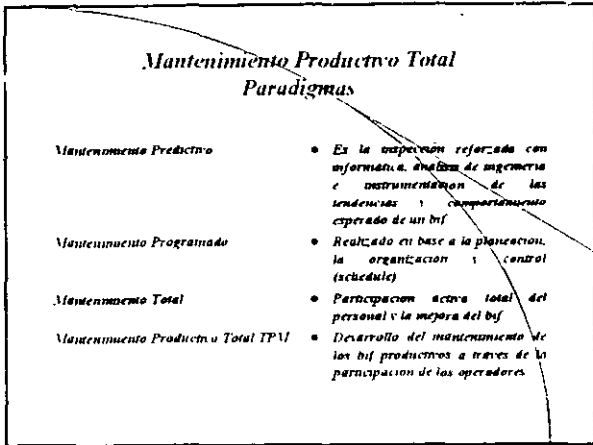 Mantenimiento Productivo Total
Paradigmas
Mantenimiento Predictivo
• Es la inspección reforzada con
informática, análisis de ingeniería
e instrumentación de las
tendencias y comportamiento
esperado de un bif
Mantenimiento Programado
• Realizado en base a la planeación,
la organización y control
(schedule)
Mantenimiento Total
• Participación activa total del
personal y la mejora del bif
Mantenimiento Productivo Total TPM
• Desarrollo del mantenimiento de
los bif productivos a través de la
participación de los operadores